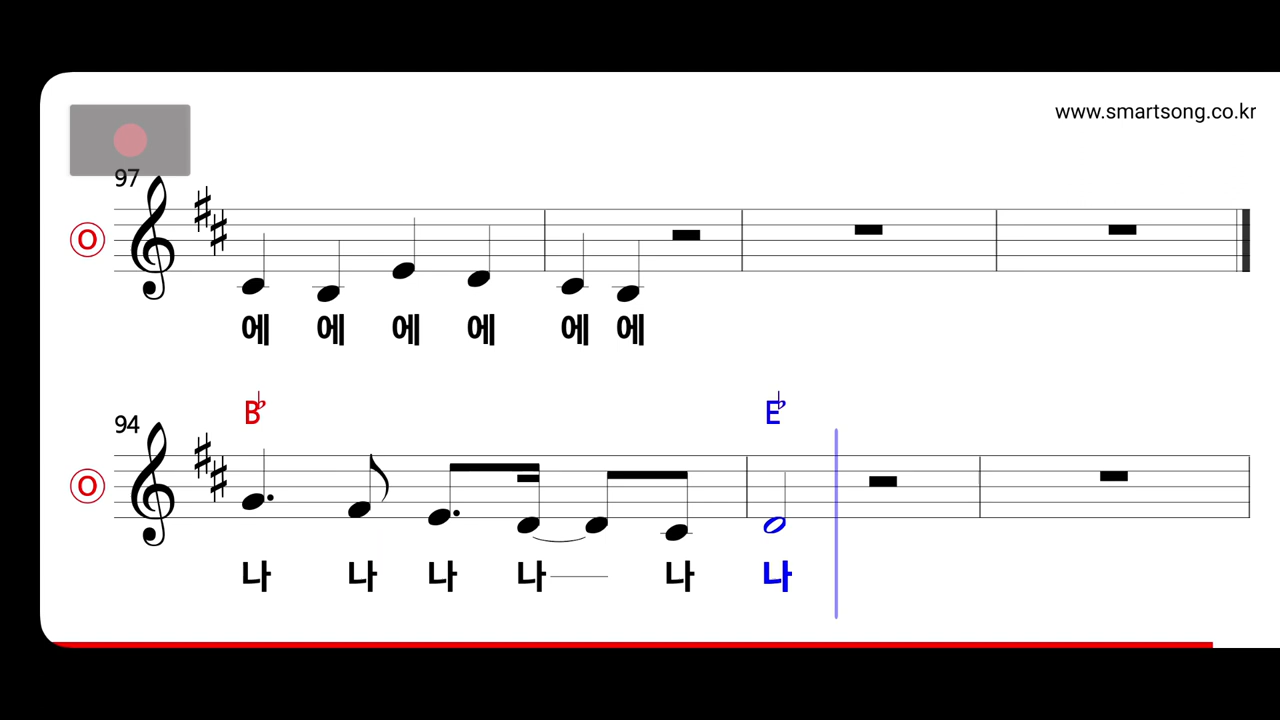 www.smartsong.co.kr
97
O
에 에 에 에 에 에
B♭ E♭
94
O
나 나 나 나 나 나